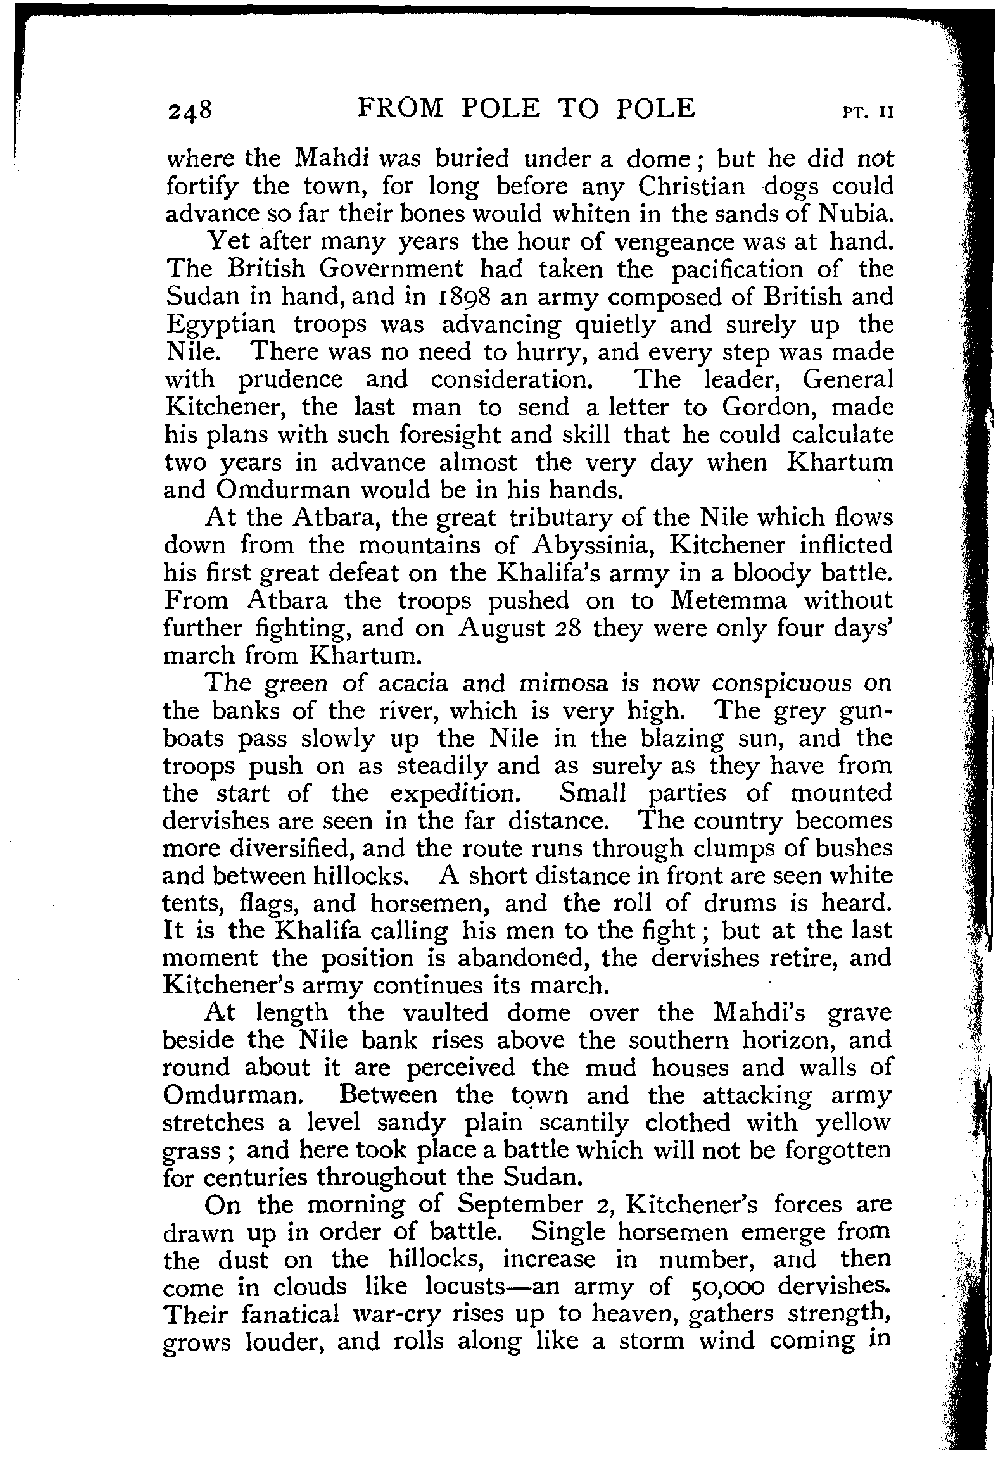 248 FROM POLE TO POLE PT. II
where the Mahdi was buried under a dome ; but he did not
fortify the town, for long before any Christian dogs could
advance so far their bones would whiten in the sands of Nubia.
Yet after many years the hour of vengeance was at hand.
The British Government had taken the pacification of the
Sudan in hand, and in 1898 an army composed of British and
Egyptian troops was advancing quietly and surely up the
Nile. There was no need to hurry, and every step was made
with prudence and consideration. The leader, General
Kitchener, the last man to send a letter to Gordon, made
his plans with such foresight and skill that he could calculate
two years in advance almost the very day when Khartum
and Omdurman would be in his hands.
At the Atbara, the great tributary of the Nile which flows
down from the mountains of Abyssinia, Kitchener inflicted
his first great defeat on the Khalifa's army in a bloody battle.
From Atbara the troops pushed on to Metemma without
further fighting, and on August 28 they were only four days'
march from Khartum.
The green of acacia and mimosa is now conspicuous on
the banks of the river, which is very high. The grey gun-
boats pass slowly up the Nile in the blazing sun, and the
troops push on as steadily and as surely as they have from
the start of the expedition. Small parties of mounted
dervishes are seen in the far distance. The country becomes
more diversified, and the route runs through clumps of bushes
and between hillocks. A short distance in front are seen white
tents, flags, and horsemen, and the roll of drums is heard.
It is the Khalifa calling his men to the fight ; but at the last
moment the position is abandoned, the dervishes retire, and
Kitchener's army continues its march.
At length the vaulted dome over the Mahdi's grave
beside the Nile bank rises above the southern horizon, and
round about it are perceived the mud houses and walls of
Omdurman. Between the town and the attacking army
stretches a level sandy plain scantily clothed with yellow
grass ; and here took place a battle which will not be forgotten
for centuries throughout the Sudan.
On the morning of September 2, Kitchener's forces are
drawn up in order of battle. Single horsemen emerge from
the dust on the hillocks, increase in number, and then
come in clouds like locusts—an army of 50,000 dervishes.
Their fanatical war-cry rises up to heaven, gathers strength,
grows louder, and rolls along like a storm wind coming in